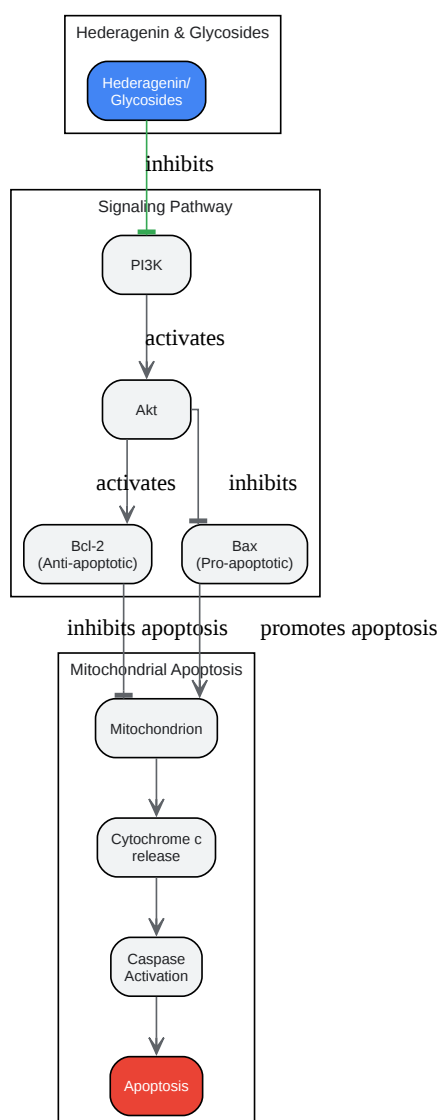 Hederagenin & Glycosides
Hederagenin/
Glycosides
inhibits
Signaling Pathway
PI3K
activates
Akt
activates
inhibits
Bcl-2
(Anti-apoptotic)
Bax
(Pro-apoptotic)
inhibits apoptosis
promotes apoptosis
Mitochondrial Apoptosis
Mitochondrion
Cytochrome c
release
Caspase
Activation
Apoptosis